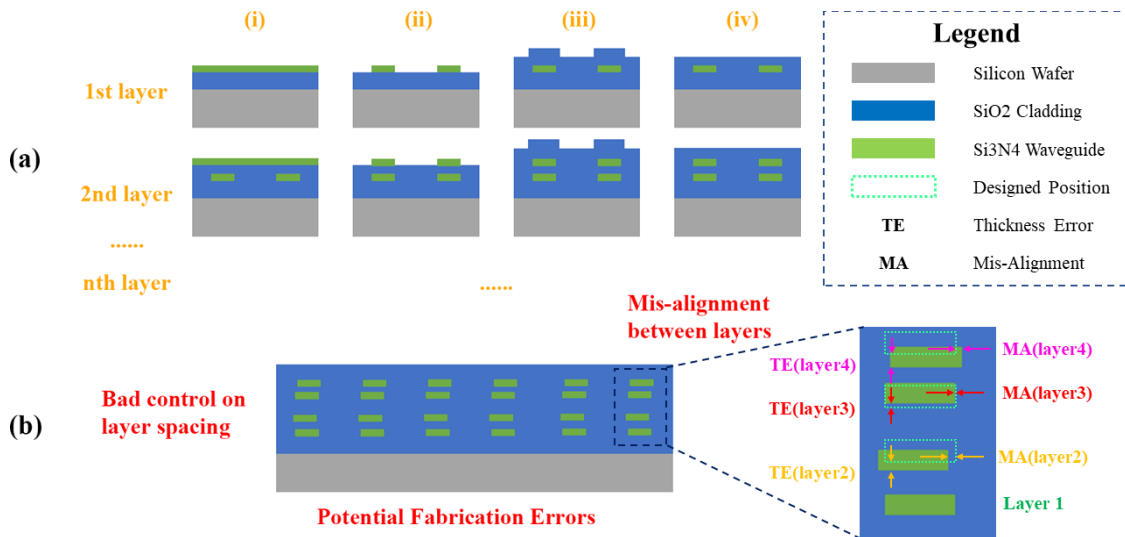 (i)
(ii)
(iii)
(iv)
1st layer
(a)
2nd layer
......
nth layer
......
Legend
Silicon Wafer
SiO2 Cladding
Si3N4 Waveguide
Designed Position
TE
Thickness Error
MA
Mis-Alignment
Mis-alignment
between layers
Bad control on
layer spacing
(b)
Potential Fabrication Errors
TE(layer4)
MA(layer4)
TE(layer3)
MA(layer3)
TE(layer2)
MA(layer2)
Layer 1